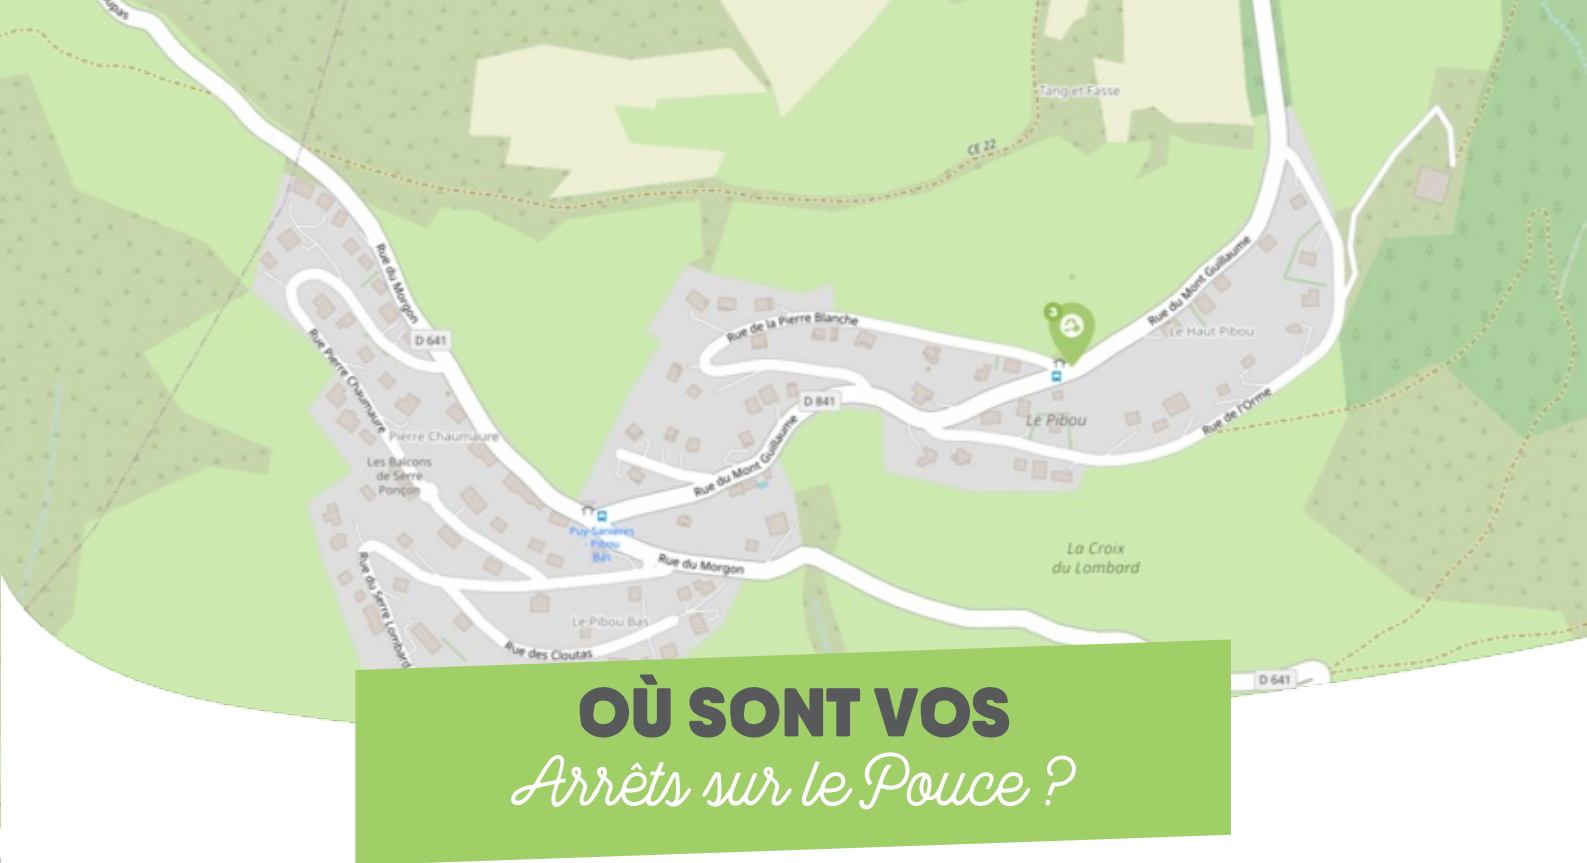 Tang et Fasse
CE 22
Rue du Morgon
D 641
Rue Pierre Chaumaure
Pierre Chaumaure
Les Balcons
de Serre
Ponçon
Rue de la Pierre Blanche
3
Rue du Mont Guillaume
Le Haut Pibou
D 841
Le Pibou
Rue de l'Orme
Rue du Mont Guillaume
Puy-Sanières
- Pibou
Bas
Rue du Morgon
La Croix
du Lombard
Rue du Serre Lombard
Le Pibou Bas
Rue des Cloutas
D 641
OÙ SONT VOS
Arrêts sur le Pouce ?